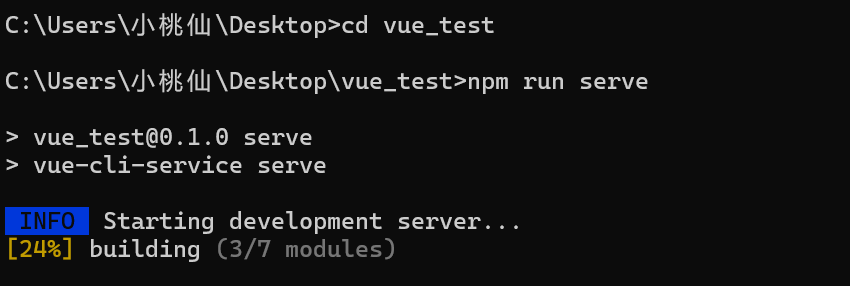 C:\Users\小桃仙\Desktop>cd vue_test
C:\Users\小桃仙\Desktop\vue_test>npm run serve
> vue_test@0.1.0 serve
> vue-cli-service serve
INFO Starting development server...
[24%] building (3/7 modules)